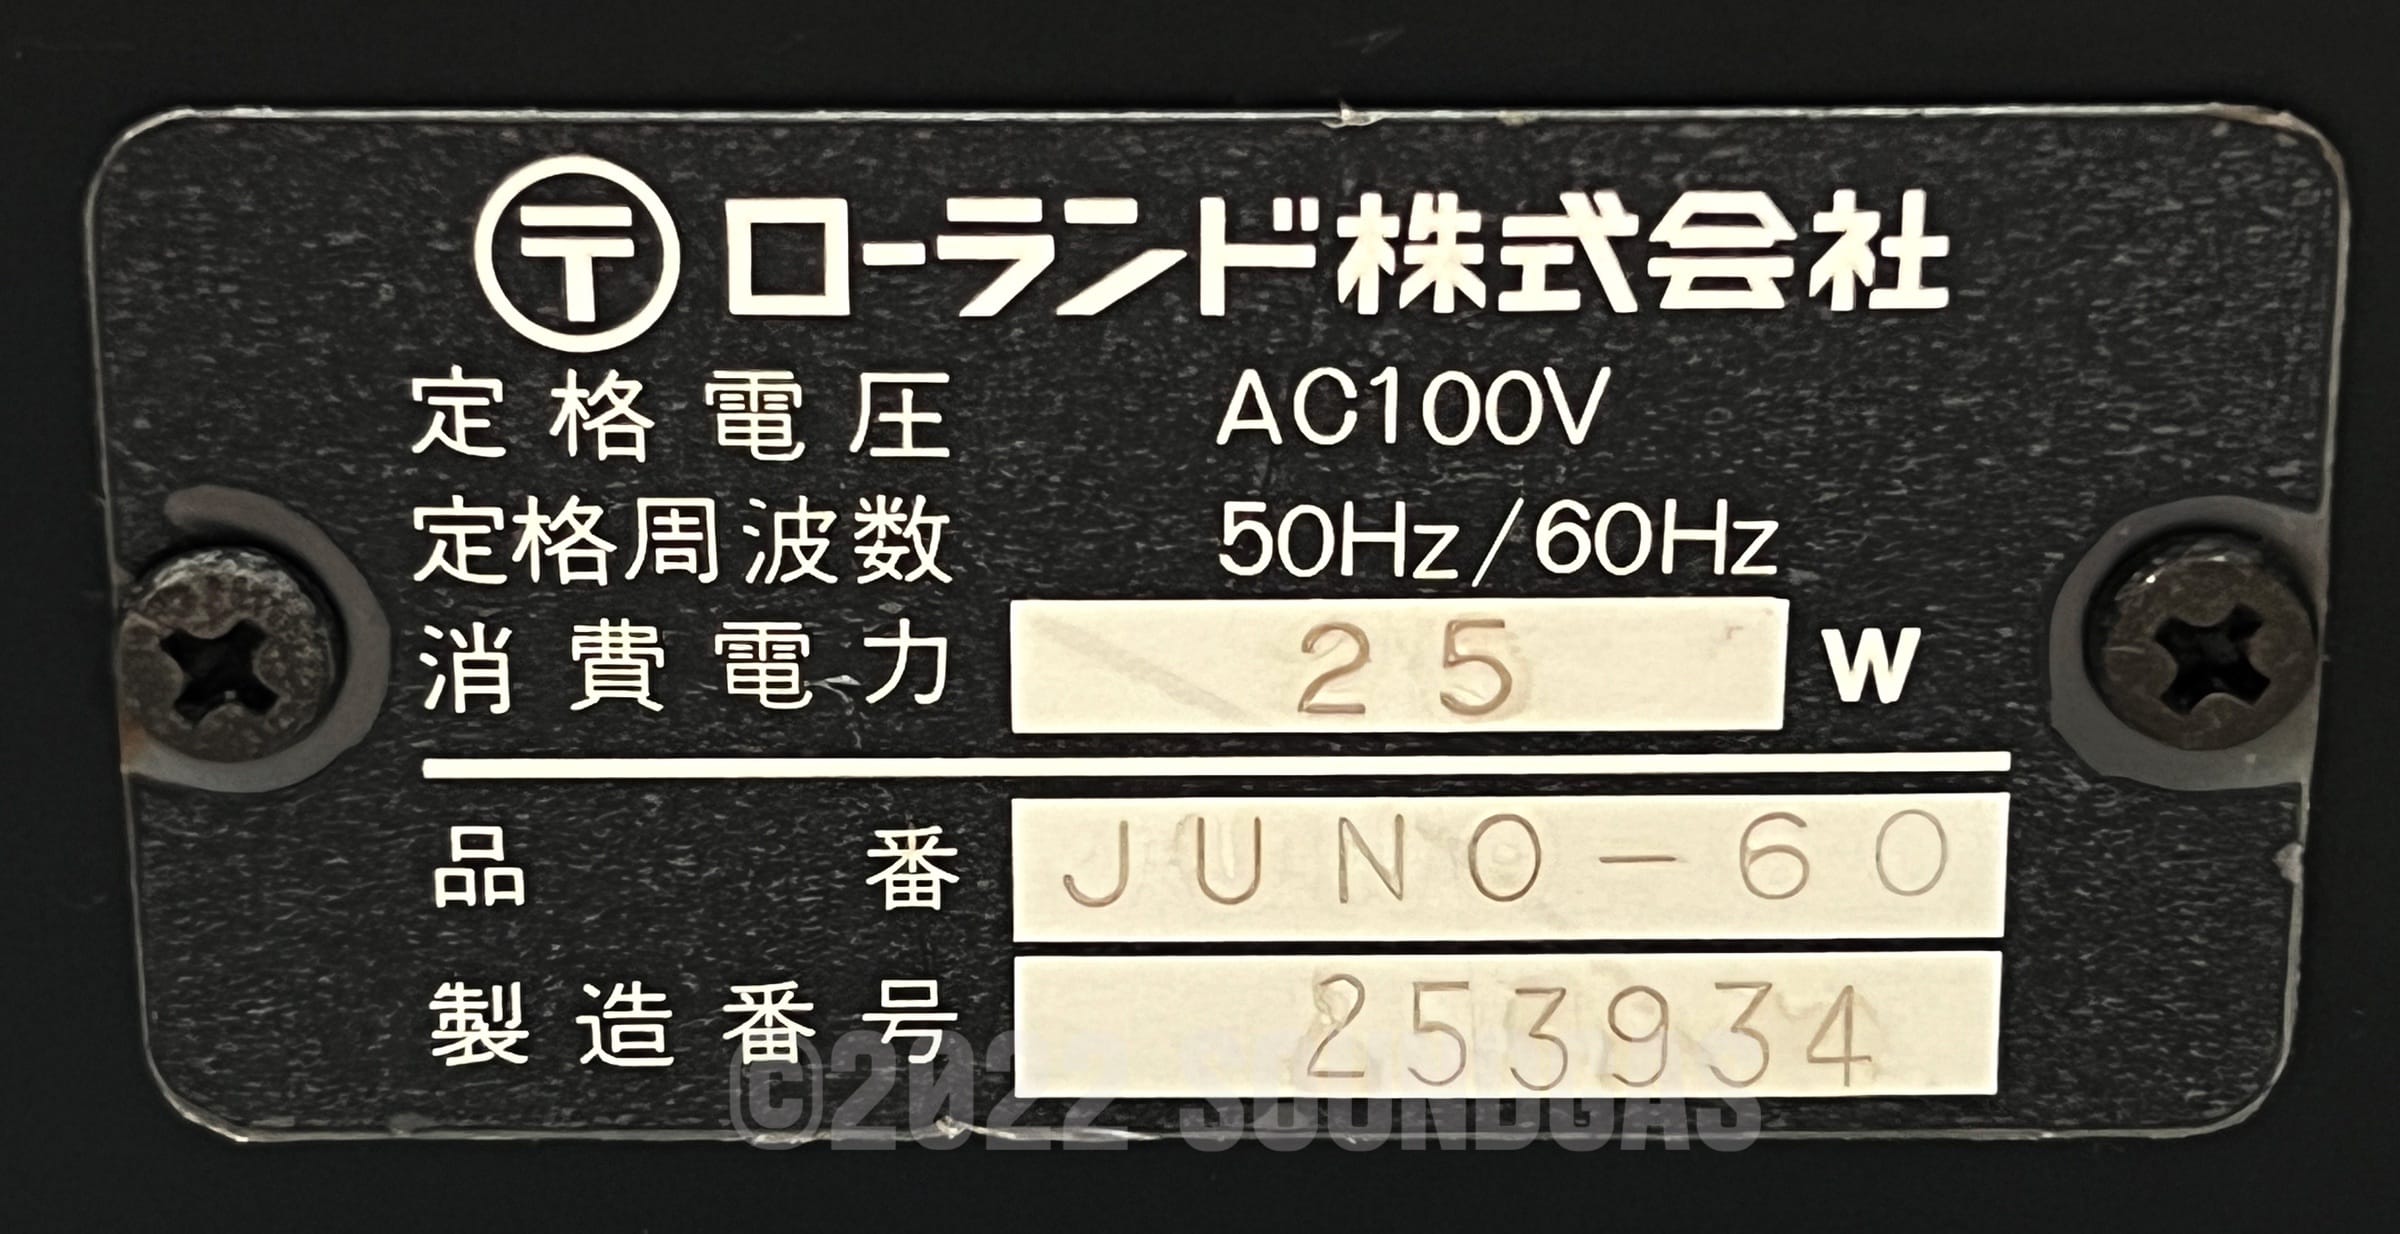 〒 ローランド株式会社
定格電圧 AC100V
定格周波数 50Hz/60Hz
消費電力 25 W
品番 JUNO-60
製造番号 253934
©2022 SOUNDGAS